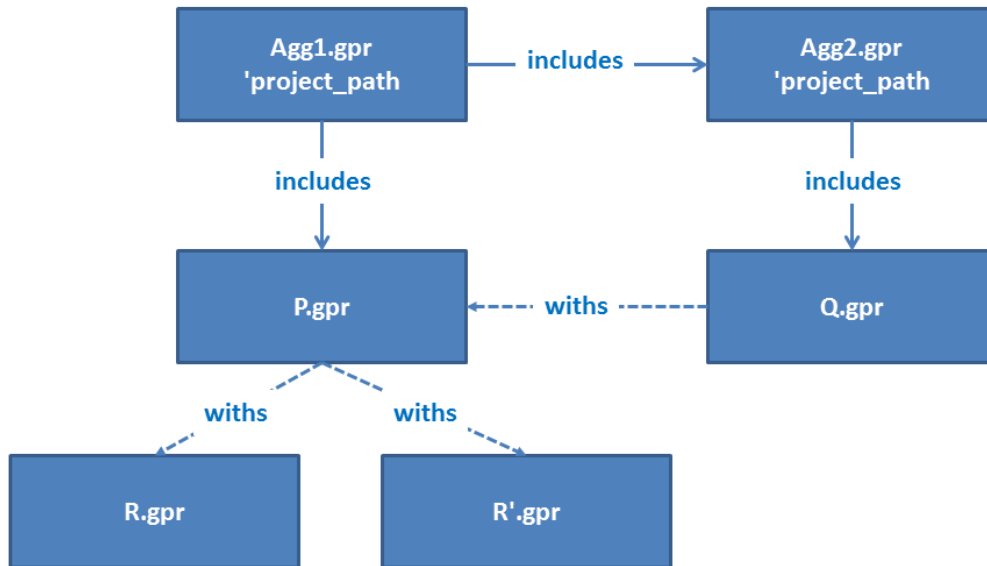 Agg1.gpr
'project_path
includes
Agg2.gpr
'project_path
includes
includes
P.gpr
withs
Q.gpr
withs
withs
R.gpr
R'.gpr